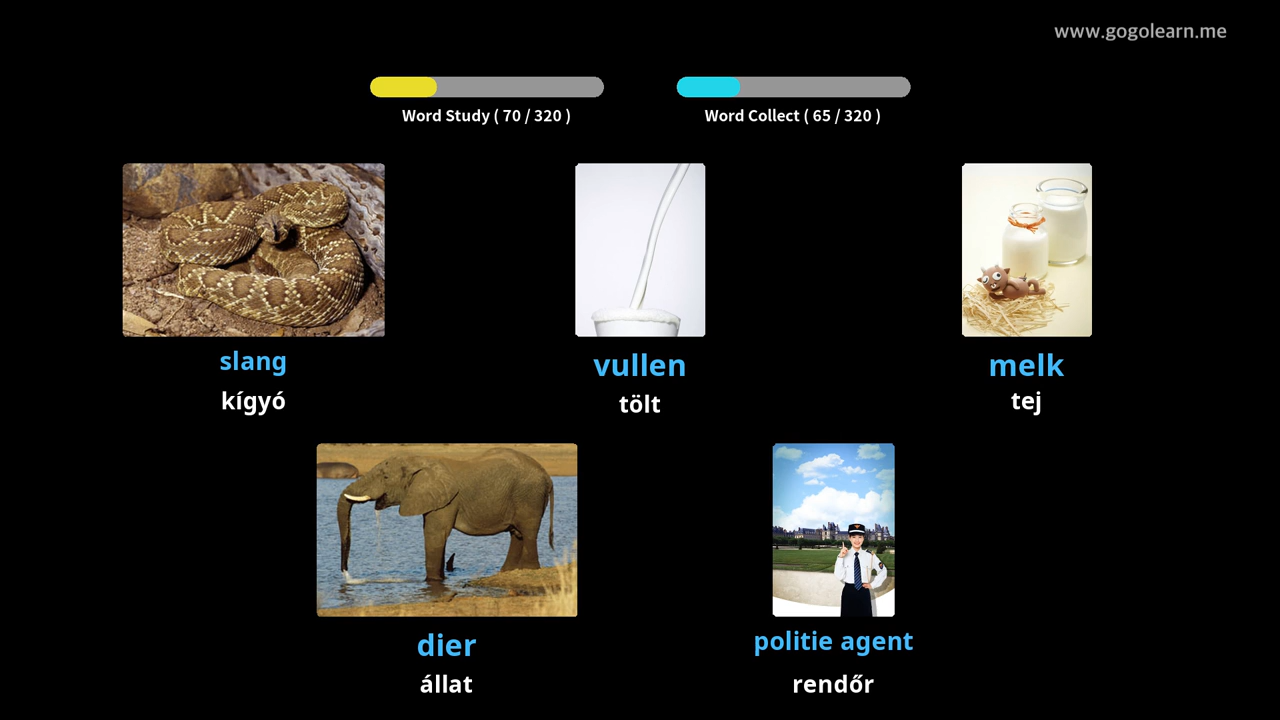 www.gogolearn.me
Word Study ( 70 / 320 )
Word Collect ( 65 / 320 )
slang
kígyó
vullen
tölt
melk
tej
dier
állat
politie agent
rendőr